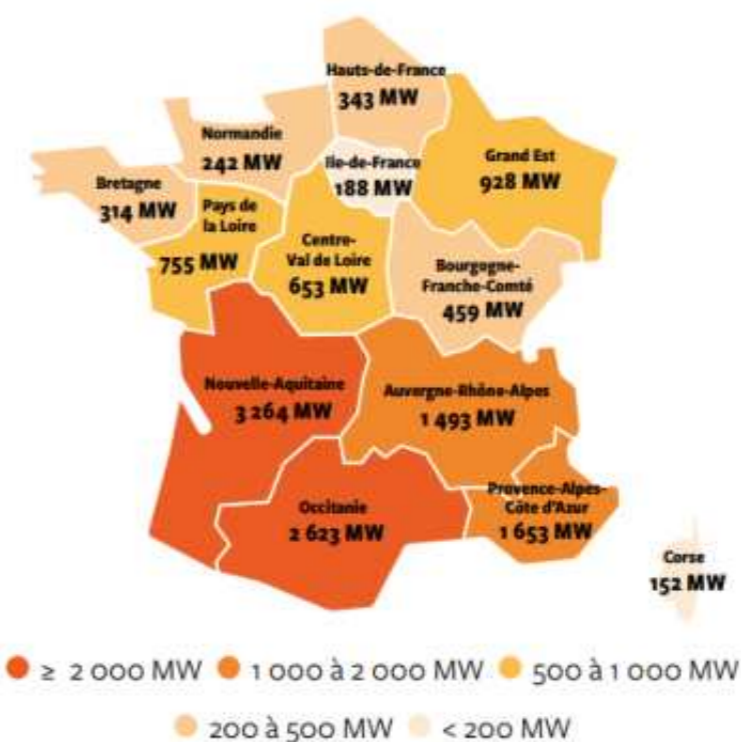 Hauts-de-France
343 MW
Normandie
242 MW
Ile-de-France
188 MW
Grand Est
928 MW
Bretagne
314 MW
Pays de
la Loire
755 MW
Centre-
Val de Loire
653 MW
Bourgogne-
Franche-Comté
459 MW
Nouvelle-Aquitaine
3 264 MW
Auvergne-Rhône-Alpes
1 493 MW
Occitanie
2 623 MW
Provence-Alpes-
Côte d'Azur
1 653 MW
Corse
152 MW
≥ 2 000 MW 1 000 à 2 000 MW 500 à 1 000 MW
200 à 500 MW < 200 MW